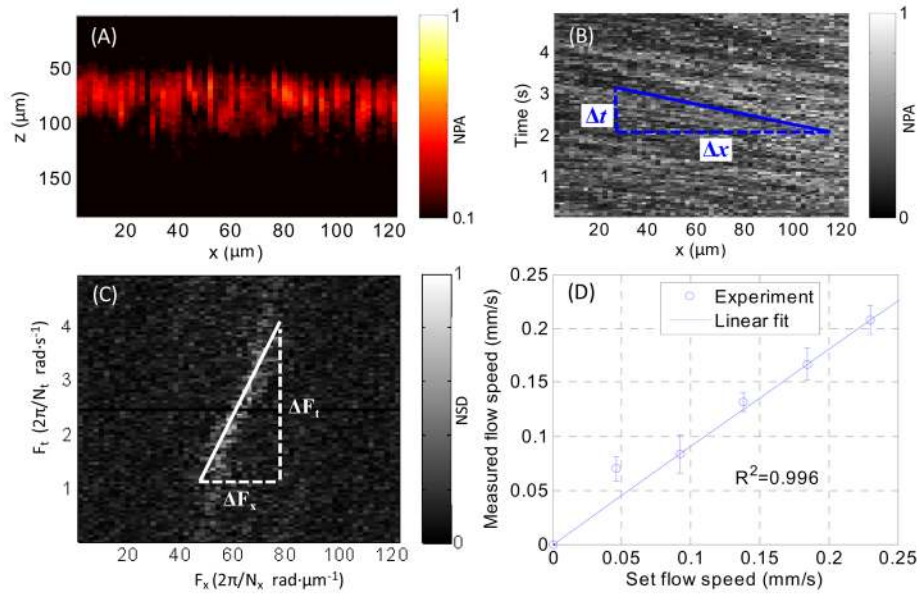 (A)
50
100
150
z (µm)
20 40 60 80 100 120
x (µm)
1
NPA
0.1
(B)
Time (s)
5
4
3
2
1
Δt
Δx
20 40 60 80 100 120
x (µm)
1
NPA
0
(C)
F_t (2π/N_t rad·s⁻¹)
4
3
2
1
ΔF_t
ΔF_x
20 40 60 80 100 120
F_x (2π/N_x rad·µm⁻¹)
1
NSD
0
(D)
Experiment
Linear fit
Measured flow speed (mm/s)
0.25
0.2
0.15
0.1
0.05
0
R²=0.996
0 0.05 0.1 0.15 0.2 0.25
Set flow speed (mm/s)